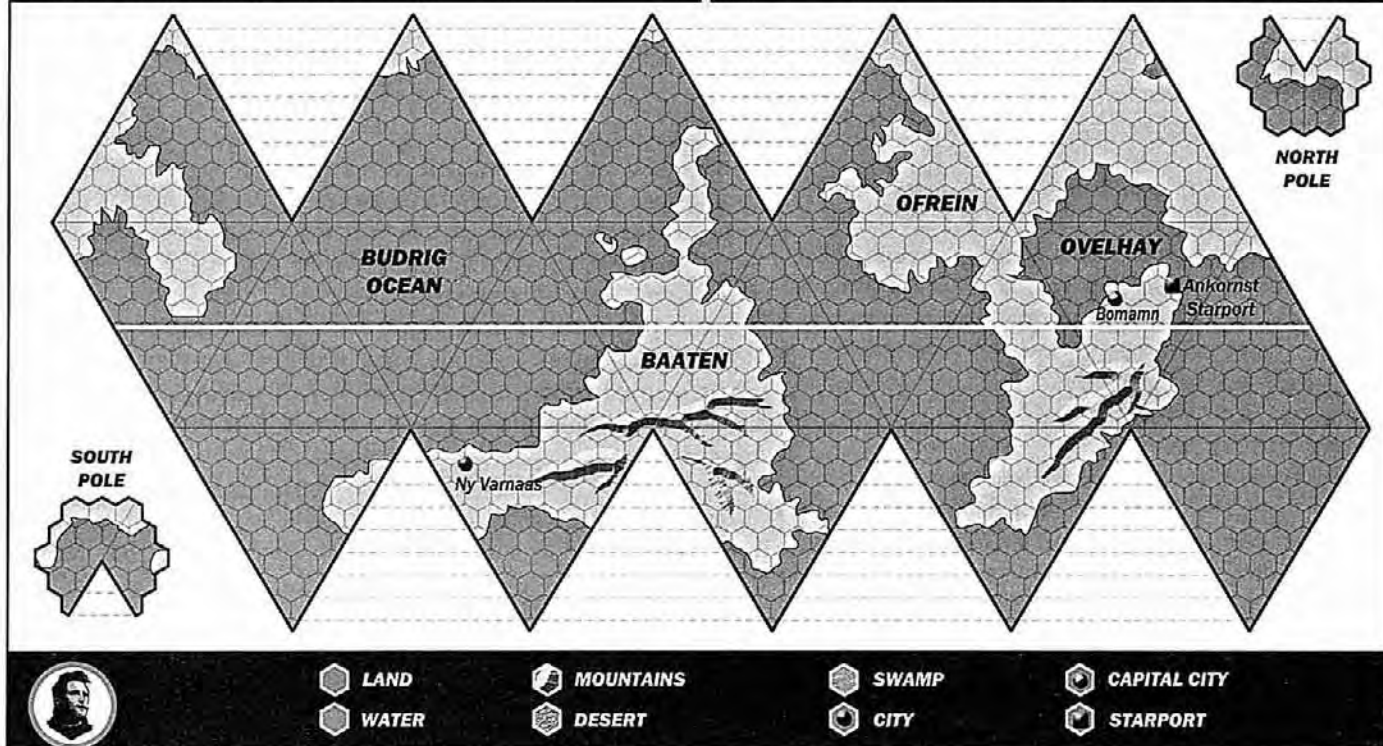 NORTH
POLE
OFREIN
BUDRIG
OCEAN
OVELHAY
Ankornst
Starport
Bomamn
BAATEN
SOUTH
POLE
Ny Varnaas
LAND
MOUNTAINS
SWAMP
CAPITAL CITY
WATER
DESERT
CITY
STARPORT